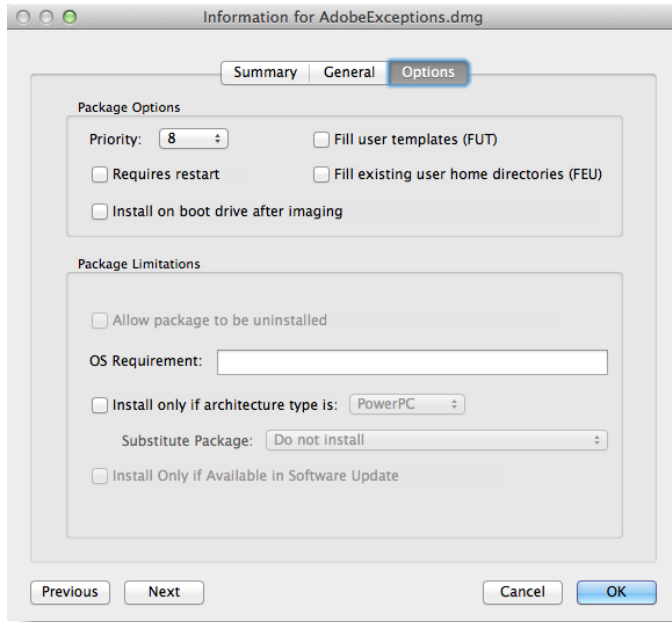 Information for AdobeExceptions.dmg
Summary General Options
Package Options
Priority: 8 Fill user templates (FUT)
Requires restart Fill existing user home directories (FEU)
Install on boot drive after imaging
Package Limitations
Allow package to be uninstalled
OS Requirement:
Install only if architecture type is: PowerPC
Substitute Package: Do not install
Install Only if Available in Software Update
Previous Next Cancel OK